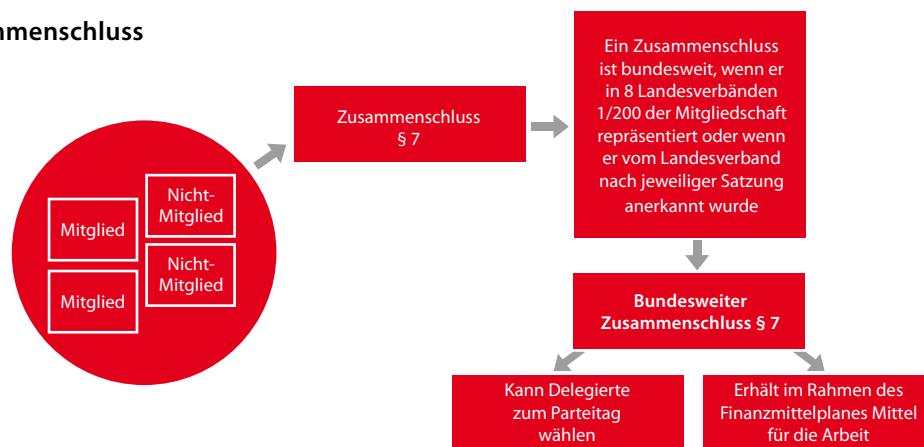 mmenschluss
Mitglied
Mitglied
Nicht-
Mitglied
Nicht-
Mitglied
Zusammenschluss
§ 7
Ein Zusammenschluss
ist bundesweit, wenn er
in 8 Landesverbänden
1/200 der Mitgliedschaft
repräsentiert oder wenn
er vom Landesverband
nach jeweiliger Satzung
anerkannt wurde
Bundesweiter
Zusammenschluss § 7
Kann Delegierte
zum Parteitag
wählen
Erhält im Rahmen des
Finanzmittelplanes Mittel
für die Arbeit